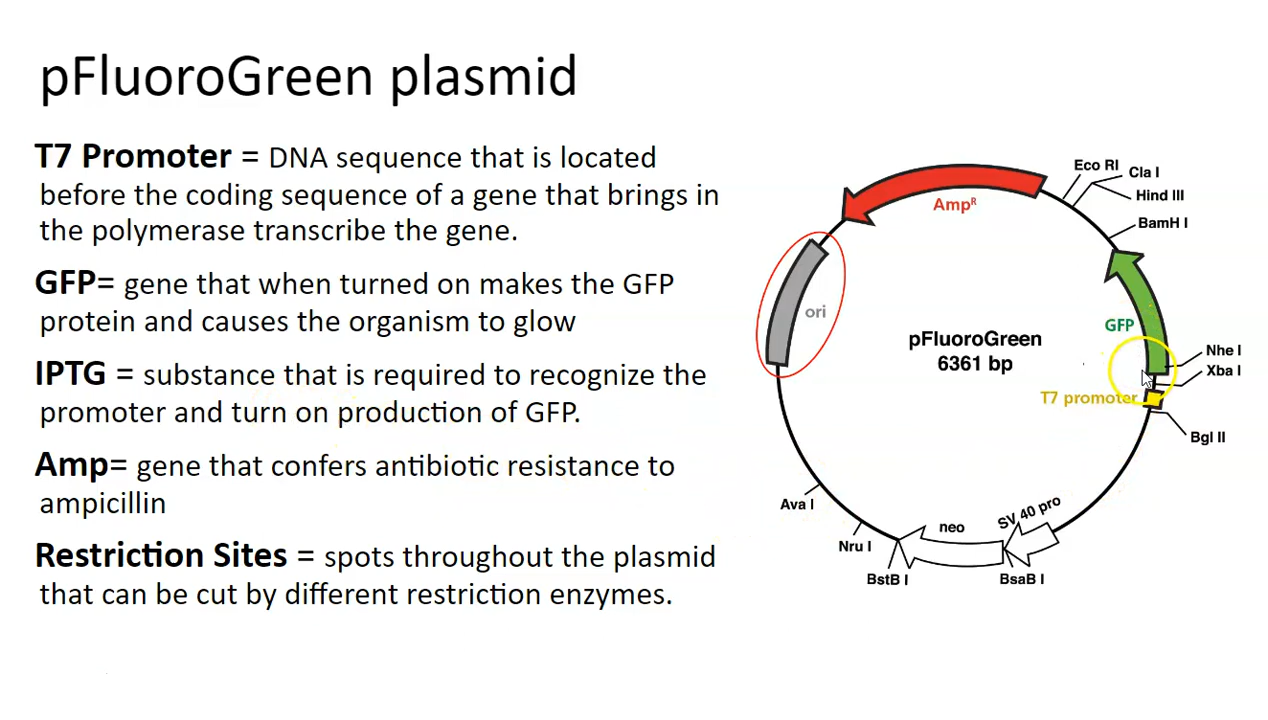 pFluoroGreen plasmid
T7 Promoter = DNA sequence that is located
before the coding sequence of a gene that brings in
the polymerase transcribe the gene.
GFP= gene that when turned on makes the GFP
protein and causes the organism to glow
IPTG = substance that is required to recognize the
promoter and turn on production of GFP.
Amp= gene that confers antibiotic resistance to
ampicillin
Restriction Sites = spots throughout the plasmid
that can be cut by different restriction enzymes.
Eco RI
Cla I
Hind III
BamH I
AmpR
ori
GFP
pFluoroGreen
6361 bp
Nhe I
Xba I
T7 promoter
Bgl II
Ava I
Nru I
neo
SV 40 pro
BstB I
BsaB I